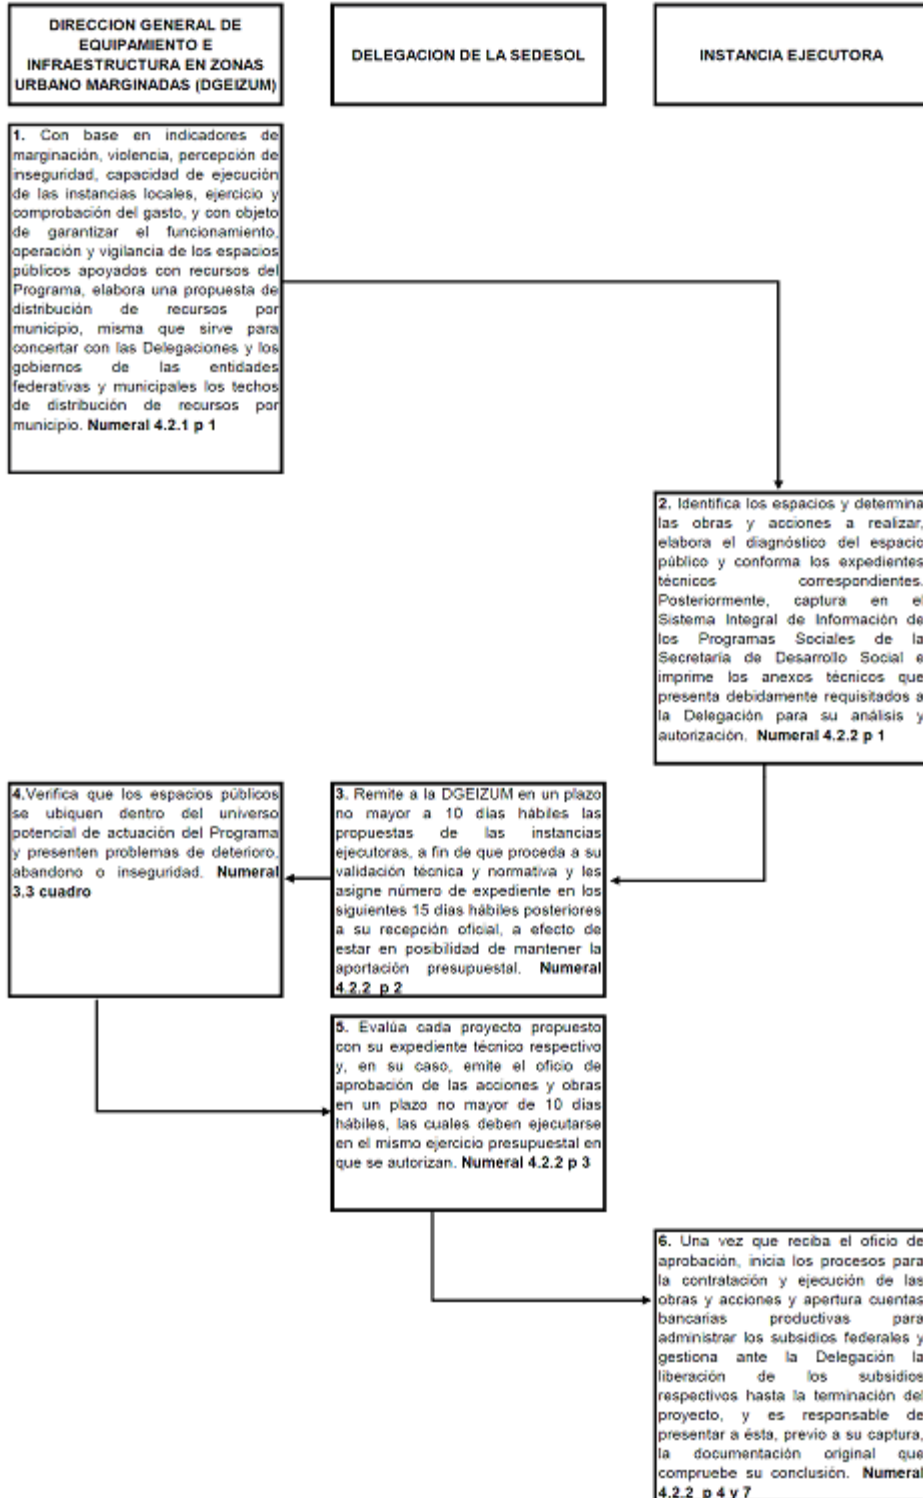 DIRECCION GENERAL DE
EQUIPAMIENTO E
INFRAESTRUCTURA EN ZONAS
URBANO MARGINADAS (DGEIZUM)
DELEGACION DE LA SEDESOL
INSTANCIA EJECUTORA
1. Con base en indicadores de
marginación, violencia, percepción de
inseguridad, capacidad de ejecución
de las instancias locales, ejercicio y
comprobación del gasto, y con objeto
de garantizar el funcionamiento,
operación y vigilancia de los espacios
públicos apoyados con recursos del
Programa, elabora una propuesta de
distribución de recursos por
municipio, misma que sirve para
concertar con las Delegaciones y los
gobiernos de las entidades
federativas y municipales los techos
de distribución de recursos por
municipio. Numeral 4.2.1 p 1
2. Identifica los espacios y determina
las obras y acciones a realizar,
elabora el diagnóstico del espacio
público y conforma los expedientes
técnicos correspondientes.
Posteriormente, captura en el
Sistema Integral de Información de
los Programas Sociales de la
Secretaría de Desarrollo Social e
imprime los anexos técnicos que
presenta debidamente requisitados a
la Delegación para su análisis y
autorización. Numeral 4.2.2 p 1
3. Remite a la DGEIZUM en un plazo
no mayor a 10 días hábiles las
propuestas de las instancias
ejecutoras, a fin de que proceda a su
validación técnica y normativa y les
asigne número de expediente en los
siguientes 15 días hábiles posteriores
a su recepción oficial, a efecto de
estar en posibilidad de mantener la
aportación presupuestal. Numeral
4.2.2 p 2
4.Verifica que los espacios públicos
se ubiquen dentro del universo
potencial de actuación del Programa
y presenten problemas de deterioro,
abandono o inseguridad. Numeral
3.3 cuadro
5. Evalúa cada proyecto propuesto
con su expediente técnico respectivo
y, en su caso, emite el oficio de
aprobación de las acciones y obras
en un plazo no mayor de 10 días
hábiles, las cuales deben ejecutarse
en el mismo ejercicio presupuestal en
que se autorizan. Numeral 4.2.2 p 3
6. Una vez que reciba el oficio de
aprobación, inicia los procesos para
la contratación y ejecución de las
obras y acciones y apertura cuentas
bancarias productivas para
administrar los subsidios federales y
gestiona ante la Delegación la
liberación de los subsidios
respectivos hasta la terminación del
proyecto, y es responsable de
presentar a ésta, previo a su captura,
la documentación original que
compruebe su conclusión. Numeral
4.2.2 p 4 y 7